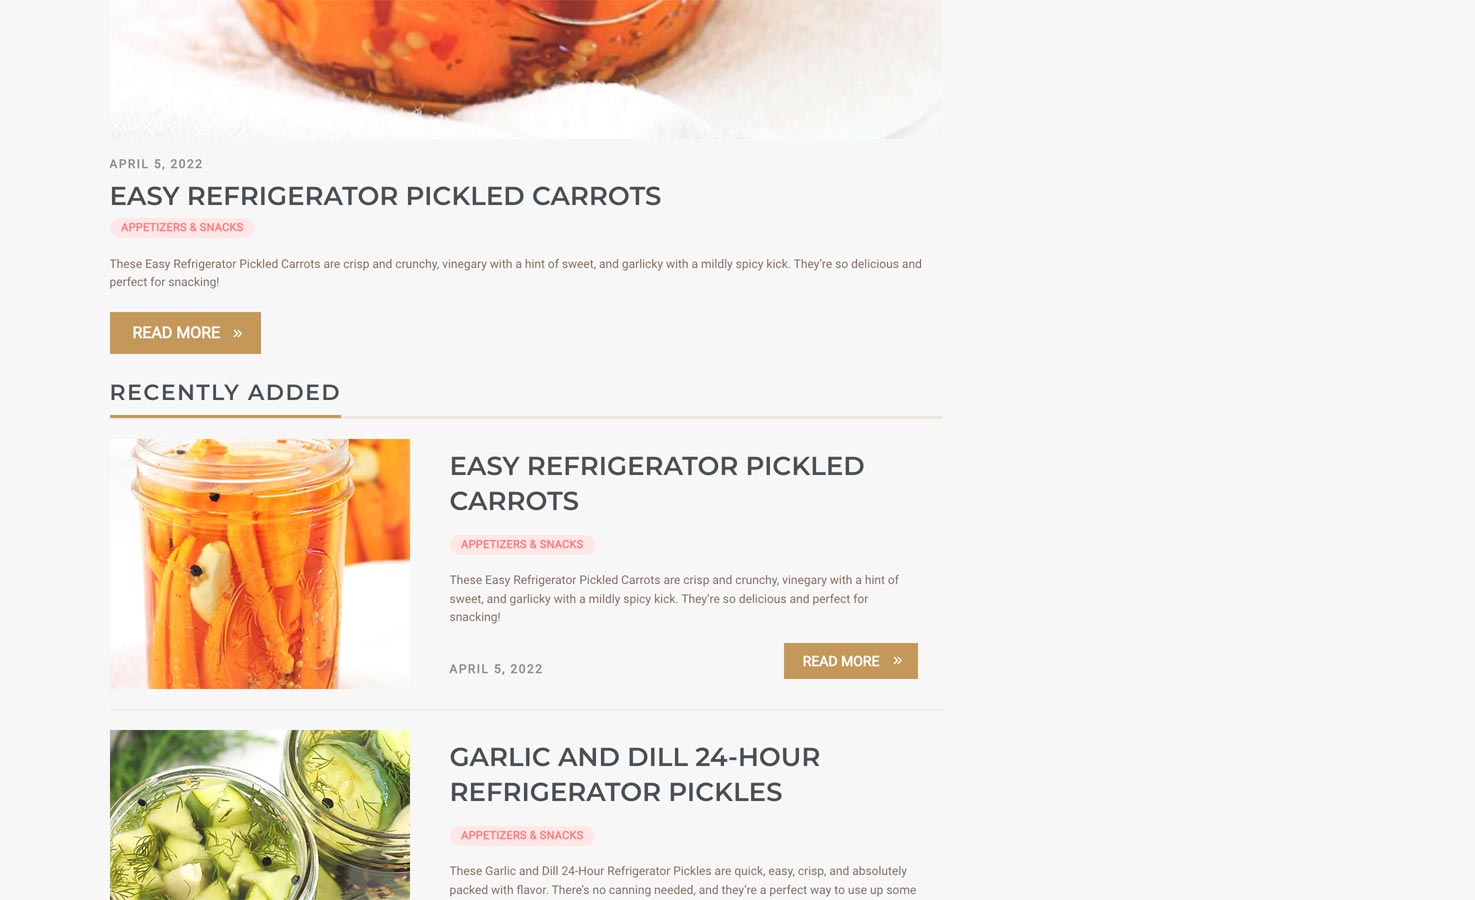 APRIL 5, 2022
EASY REFRIGERATOR PICKLED CARROTS
APPETIZERS & SNACKS
These Easy Refrigerator Pickled Carrots are crisp and crunchy, vinegary with a hint of sweet, and garlicky with a mildly spicy kick. They’re so delicious and
perfect for snacking!
READ MORE »
RECENTLY ADDED
EASY REFRIGERATOR PICKLED
CARROTS
APPETIZERS & SNACKS
These Easy Refrigerator Pickled Carrots are crisp and crunchy, vinegary with a hint of
sweet, and garlicky with a mildly spicy kick. They’re so delicious and perfect for
snacking!
APRIL 5, 2022
READ MORE »
GARLIC AND DILL 24-HOUR
REFRIGERATOR PICKLES
APPETIZERS & SNACKS
These Garlic and Dill 24-Hour Refrigerator Pickles are quick, easy, crisp, and absolutely
packed with flavor. There’s no canning needed, and they’re a perfect way to use up some